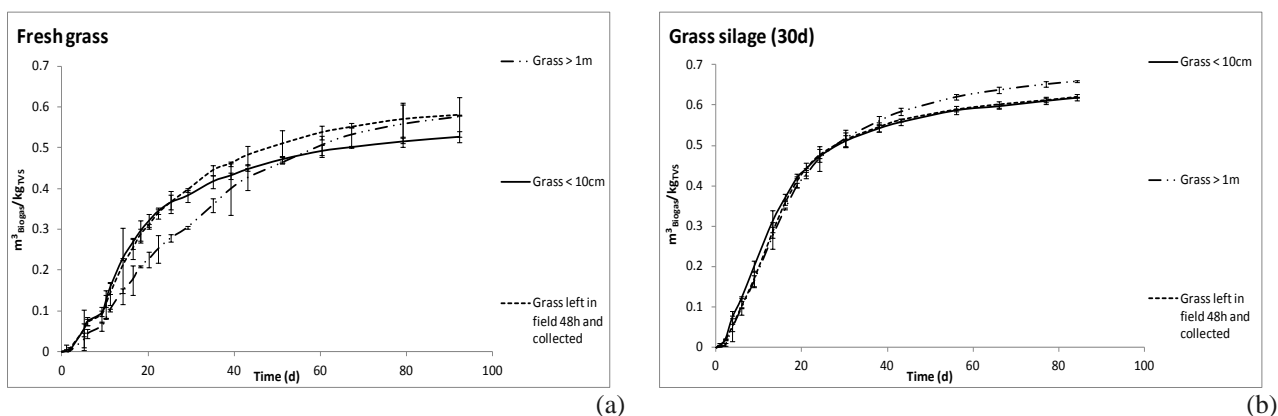 Fresh grass
0.7
0.6
0.5
0.4
0.3
0.2
0.1
0
m³Biogas/kgTVS
0
20
40
60
80
100
Time (d)
Grass > 1m
Grass < 10cm
Grass left in
field 48h and
collected
(a)
Grass silage (30d)
0.7
0.6
0.5
0.4
0.3
0.2
0.1
0
m³Biogas/kgTVS
0
20
40
60
80
100
Time (d)
Grass < 10cm
Grass > 1m
Grass left in
field 48h and
collected
(b)